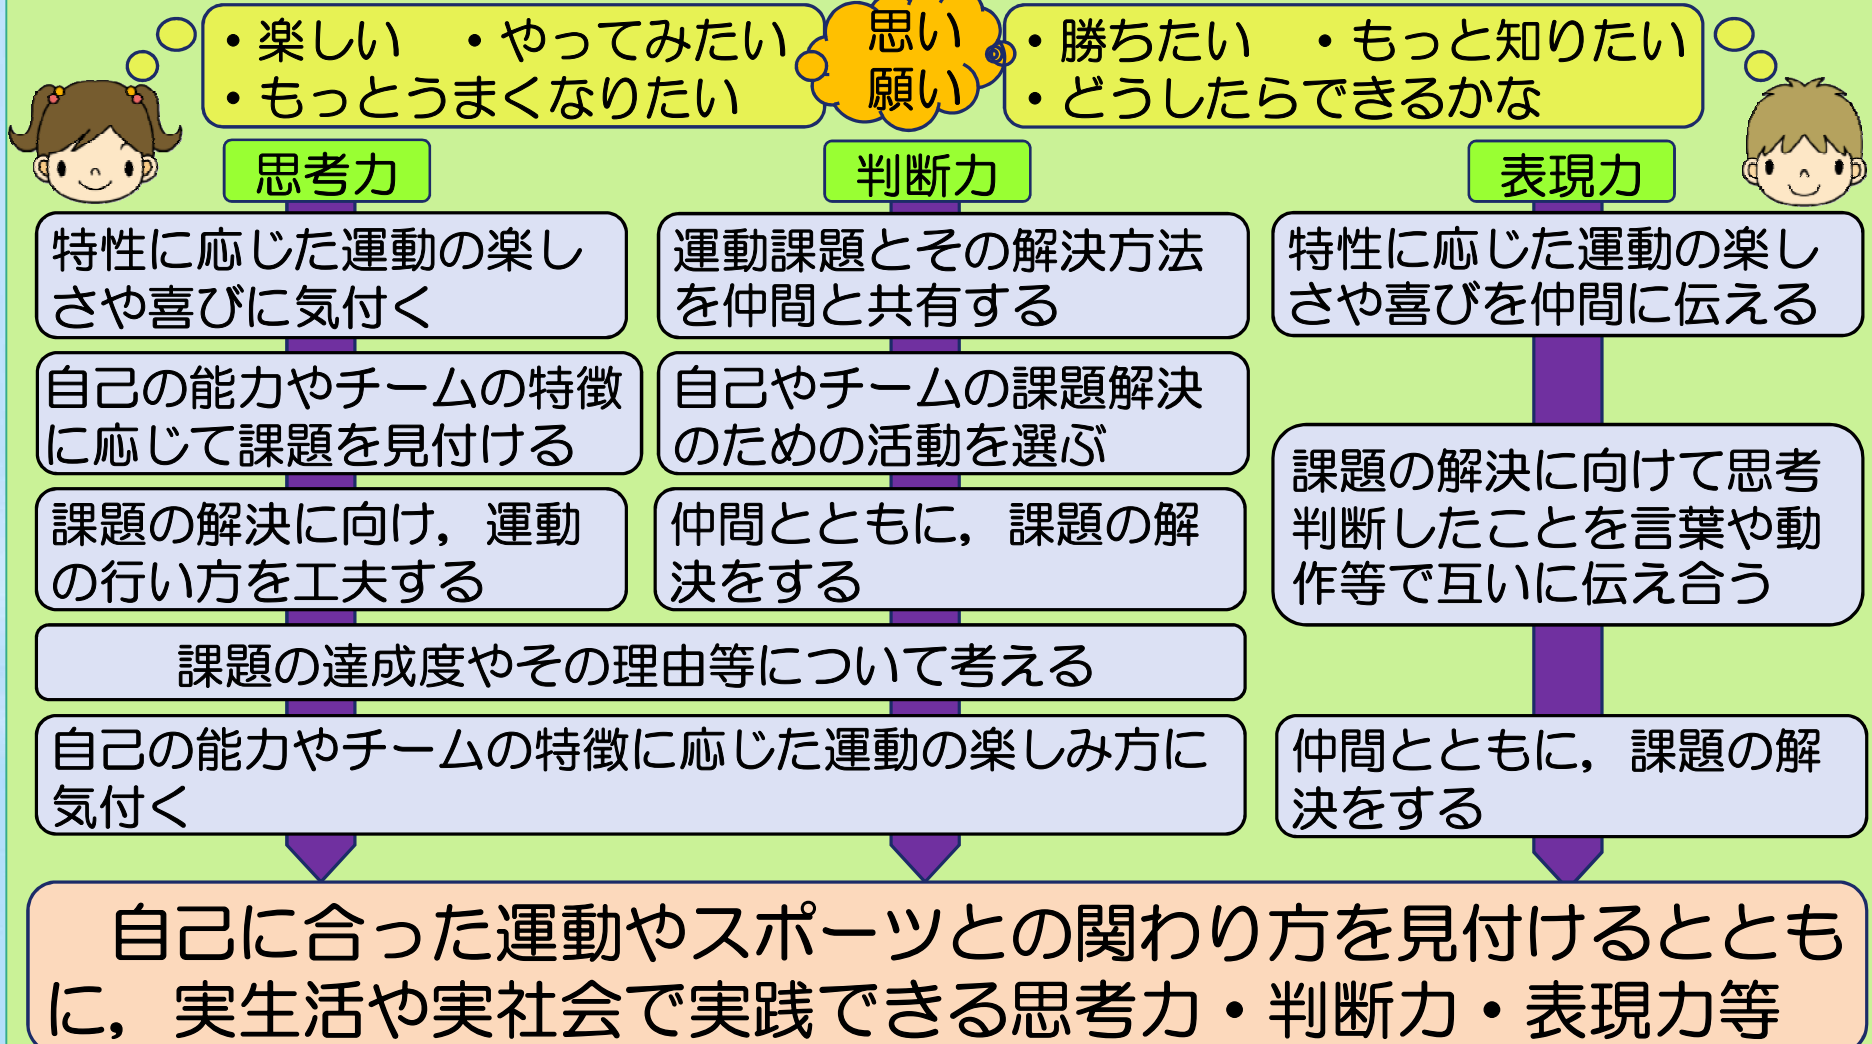 ・楽しい　・やってみたい
・もっとうまくなりたい
思い
願い
・勝ちたい　・もっと知りたい
・どうしたらできるかな
思考力
特性に応じた運動の楽し
さや喜びに気付く
自己の能力やチームの特徴
に応じて課題を見付ける
課題の解決に向け，運動
の行い方を工夫する
判断力
運動課題とその解決方法
を仲間と共有する
自己やチームの課題解決
のための活動を選ぶ
仲間とともに，課題の解
決をする
課題の達成度やその理由等について考える
自己の能力やチームの特徴に応じた運動の楽しみ方に
気付く
表現力
特性に応じた運動の楽し
さや喜びを仲間に伝える
課題の解決に向けて思考
判断したことを言葉や動
作等で互いに伝え合う
仲間とともに，課題の解
決をする
自己に合った運動やスポーツとの関わり方を見付けるととも
に，実生活や実社会で実践できる思考力・判断力・表現力等